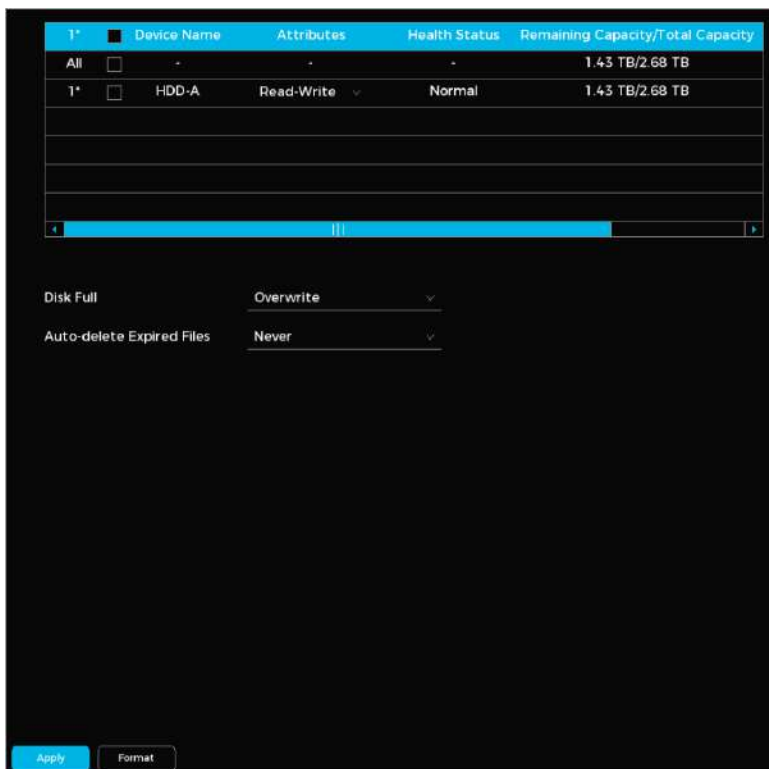 1* Device Name Attributes Health Status Remaining Capacity/Total Capacity
All - - - 1.43 TB/2.68 TB
1* HDD-A Read-Write Normal 1.43 TB/2.68 TB
Disk Full Overwrite
Auto-delete Expired Files Never
Apply Format